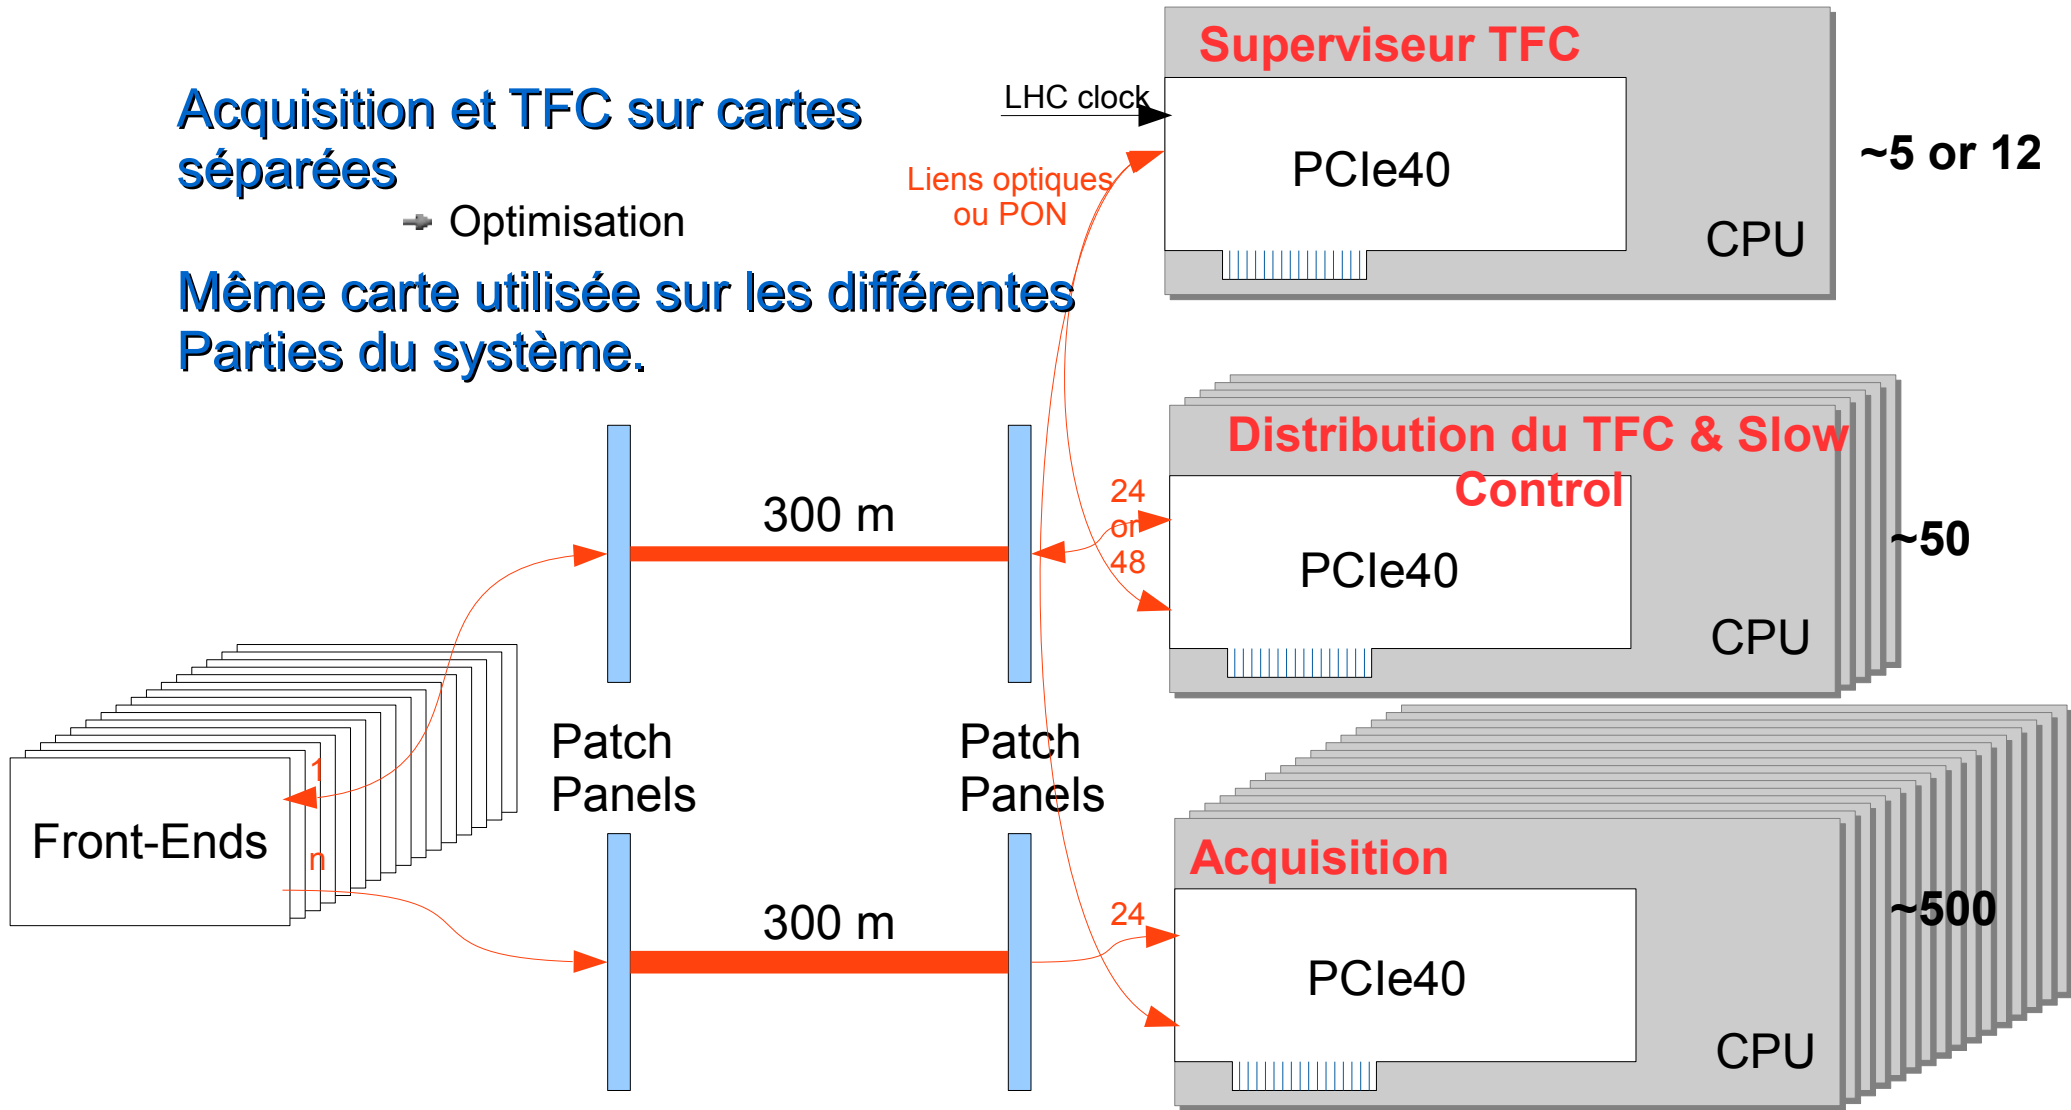 Acquisition et TFC sur cartes
séparées
Optimisation
Même carte utilisée sur les différentes
Parties du système.
LHC clock
Liens optiques
ou PON
Superviseur TFC
PCIe40
CPU
~5 or 12
Distribution du TFC & Slow
Control
24
or
48
PCIe40
CPU
~50
300 m
Patch
Panels
Patch
Panels
Front-Ends
1
n
300 m
24
Acquisition
PCIe40
CPU
~500